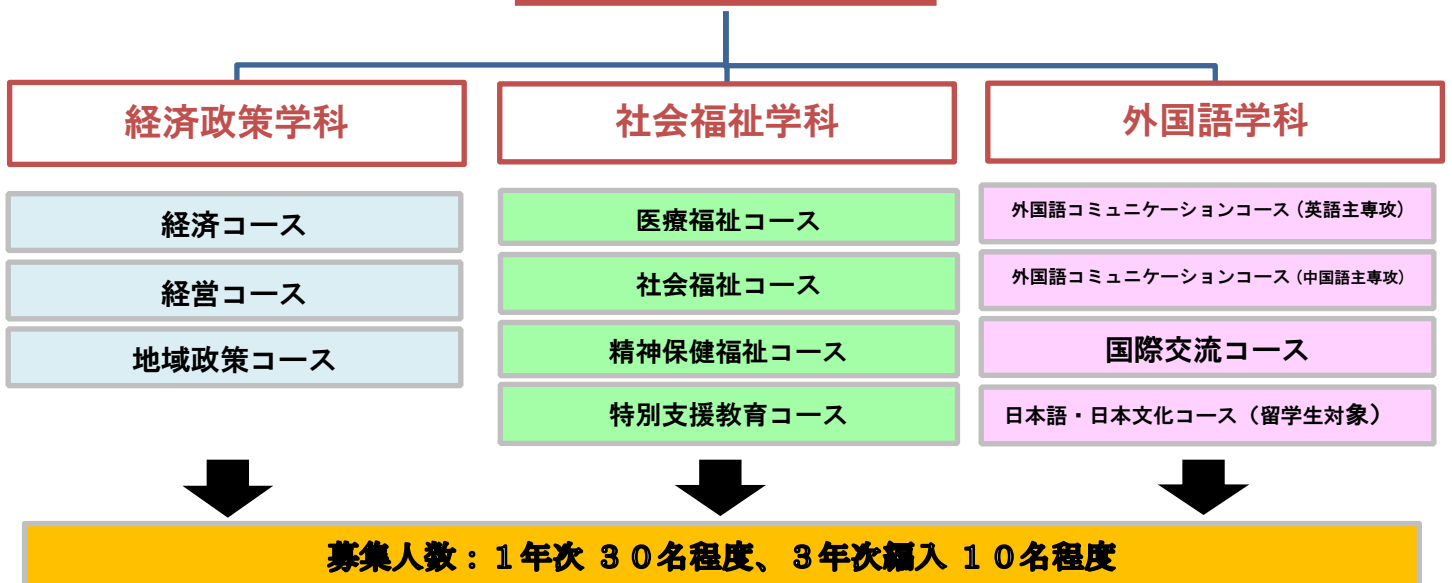 経済政策学科
社会福祉学科
外国語学科
経済コース
経営コース
地域政策コース
医療福祉コース
社会福祉コース
精神保健福祉コース
特別支援教育コース
外国語コミュニケーションコース（英語主専攻）
外国語コミュニケーションコース（中国語主専攻）
国際交流コース
日本語・日本文化コース（留学生対象）
募集人数：１年次 ３０名程度、３年次編入 １０名程度